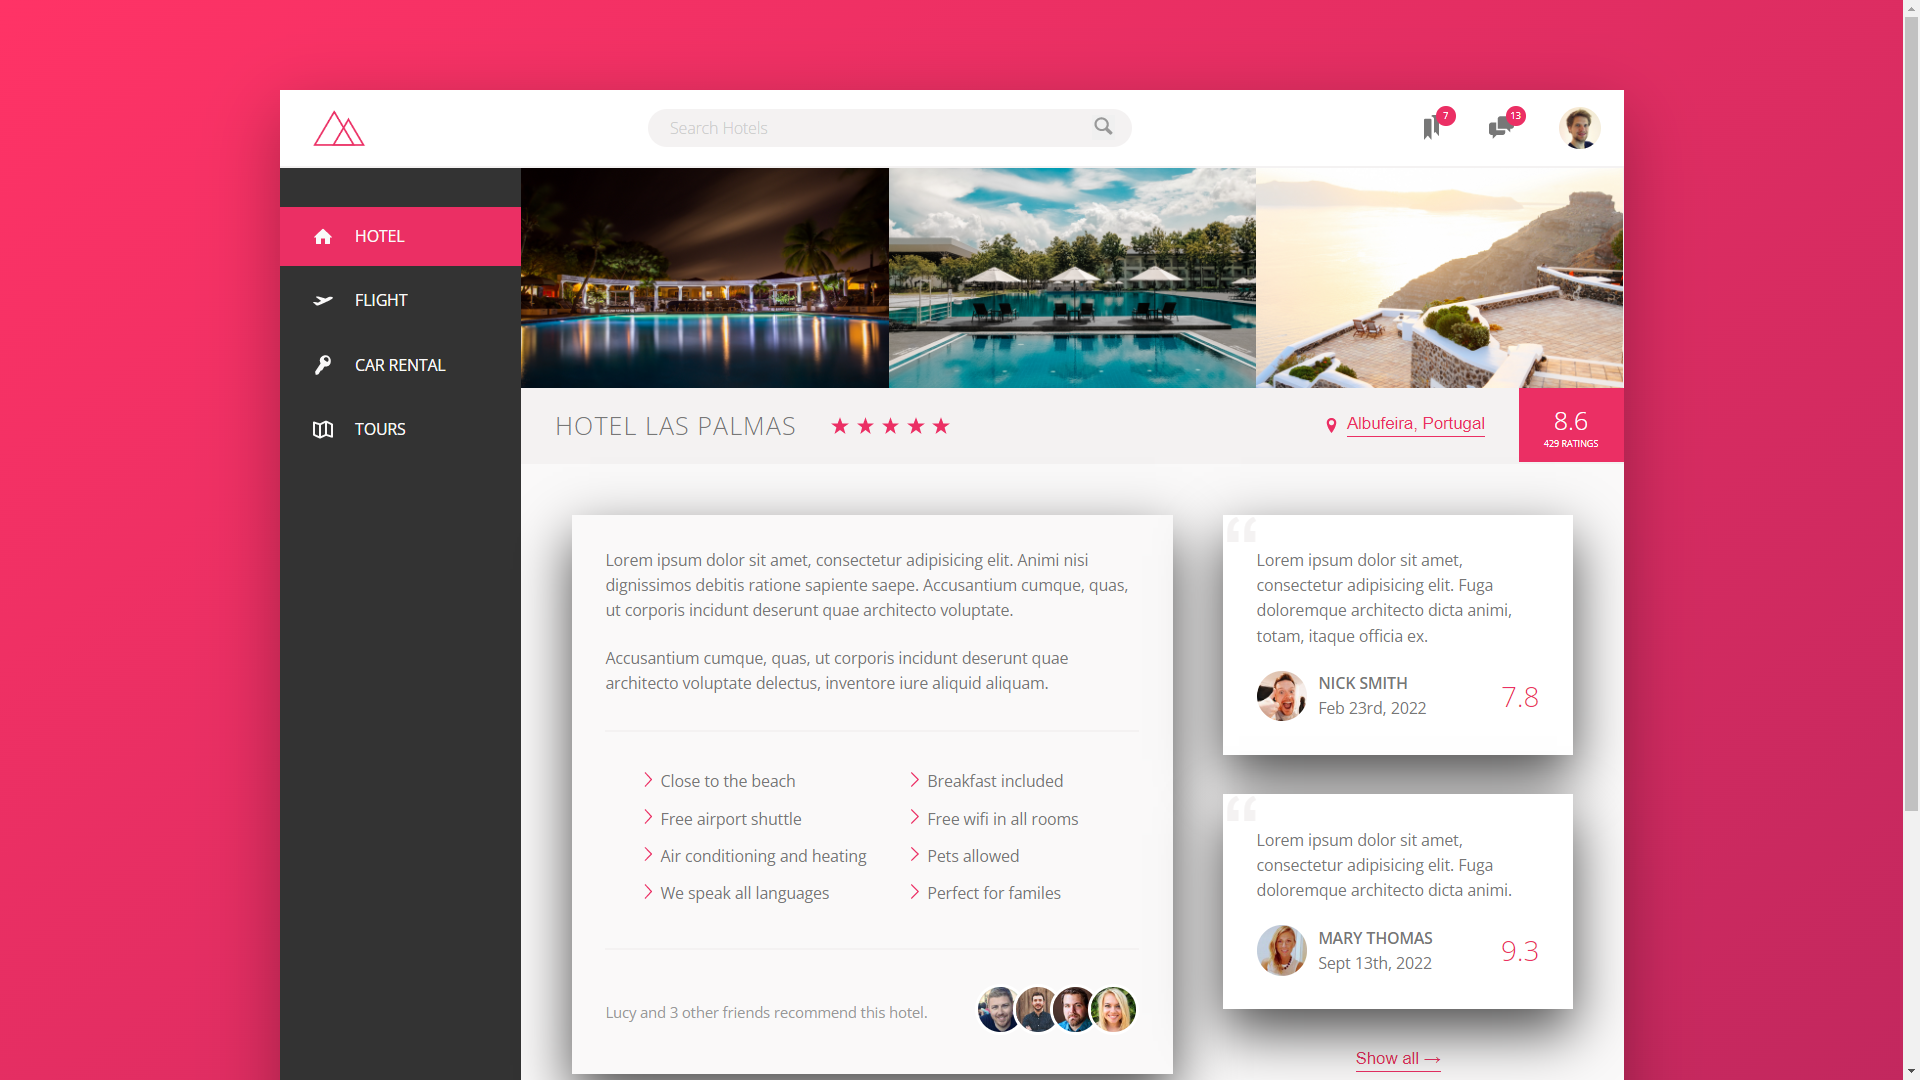 Search Hotels
7
13
HOTEL
FLIGHT
CAR RENTAL
TOURS
HOTEL LAS PALMAS
Albufeira, Portugal
8.6
429 RATINGS
Lorem ipsum dolor sit amet, consectetur adipisicing elit. Animi nisi
dignissimos debitis ratione sapiente saepe. Accusantium cumque, quas,
ut corporis incidunt deserunt quae architecto voluptate.
Accusantium cumque, quas, ut corporis incidunt deserunt quae
architecto voluptate delectus, inventore iure aliquid aliquam.
Close to the beach
Breakfast included
Free airport shuttle
Free wifi in all rooms
Air conditioning and heating
Pets allowed
We speak all languages
Perfect for familes
Lucy and 3 other friends recommend this hotel.
“
Lorem ipsum dolor sit amet,
consectetur adipisicing elit. Fuga
doloremque architecto dicta animi,
totam, itaque officia ex.
NICK SMITH
Feb 23rd, 2022
7.8
“
Lorem ipsum dolor sit amet,
consectetur adipisicing elit. Fuga
doloremque architecto dicta animi.
MARY THOMAS
Sept 13th, 2022
9.3
Show all →